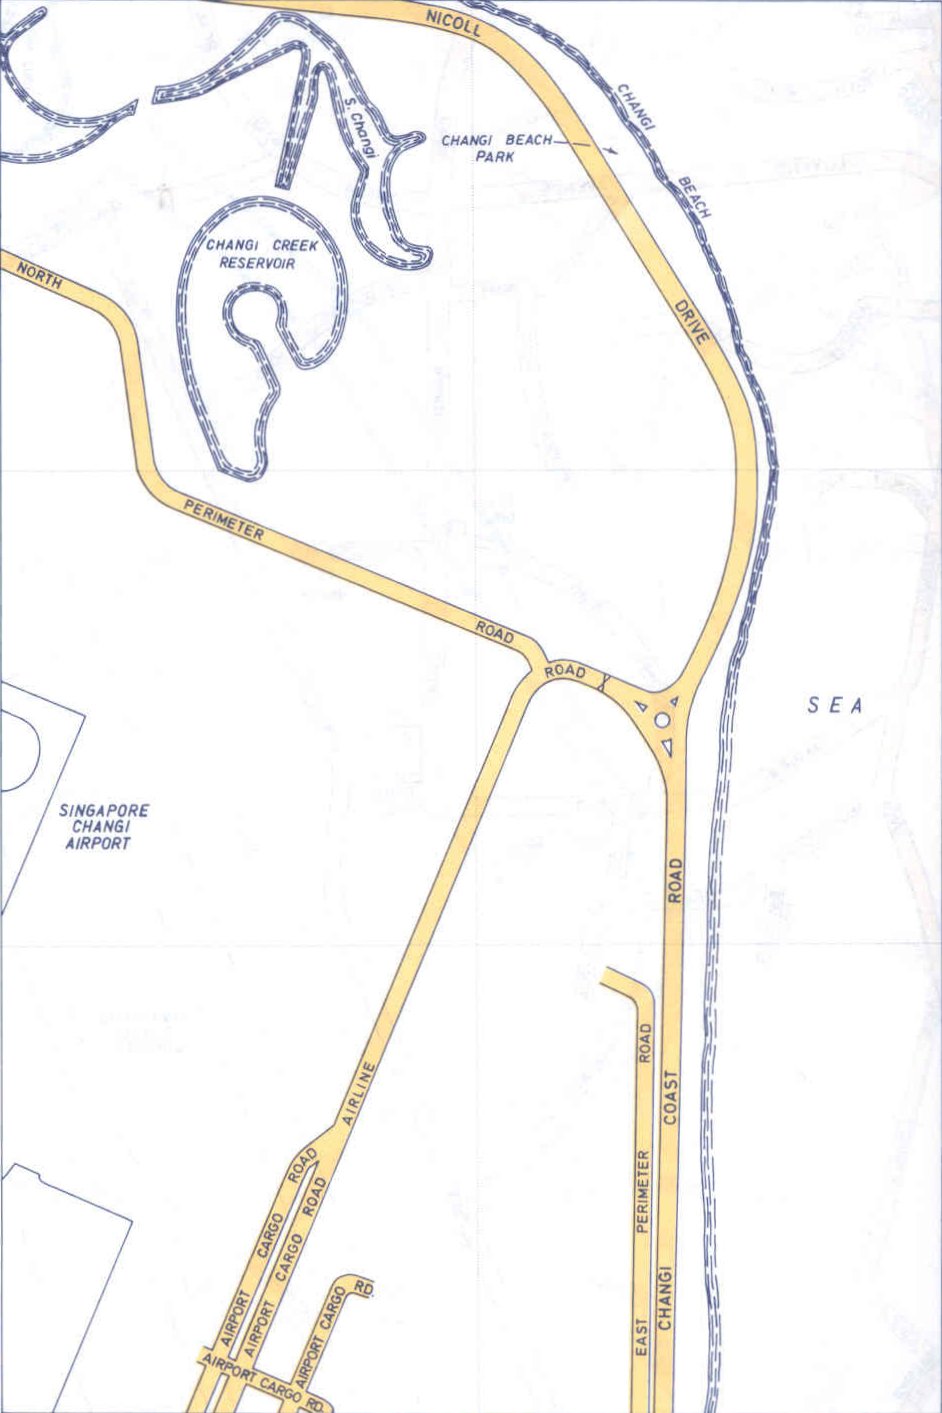 NICOLL
CHANGI
S. Changi
CHANGI BEACH
PARK
BEACH
CHANGI CREEK
RESERVOIR
NORTH
DRIVE
PERIMETER
ROAD
ROAD
SEA
SINGAPORE
CHANGI
AIRPORT
ROAD
ROAD
AIRLINE
COAST
ROAD
ROAD
PERIMETER
CARGO
CARGO
AIRPORT
AIRPORT
RD.
AIRPORT CARGO
CHANGI
EAST
AIRPORT CARGO RD.